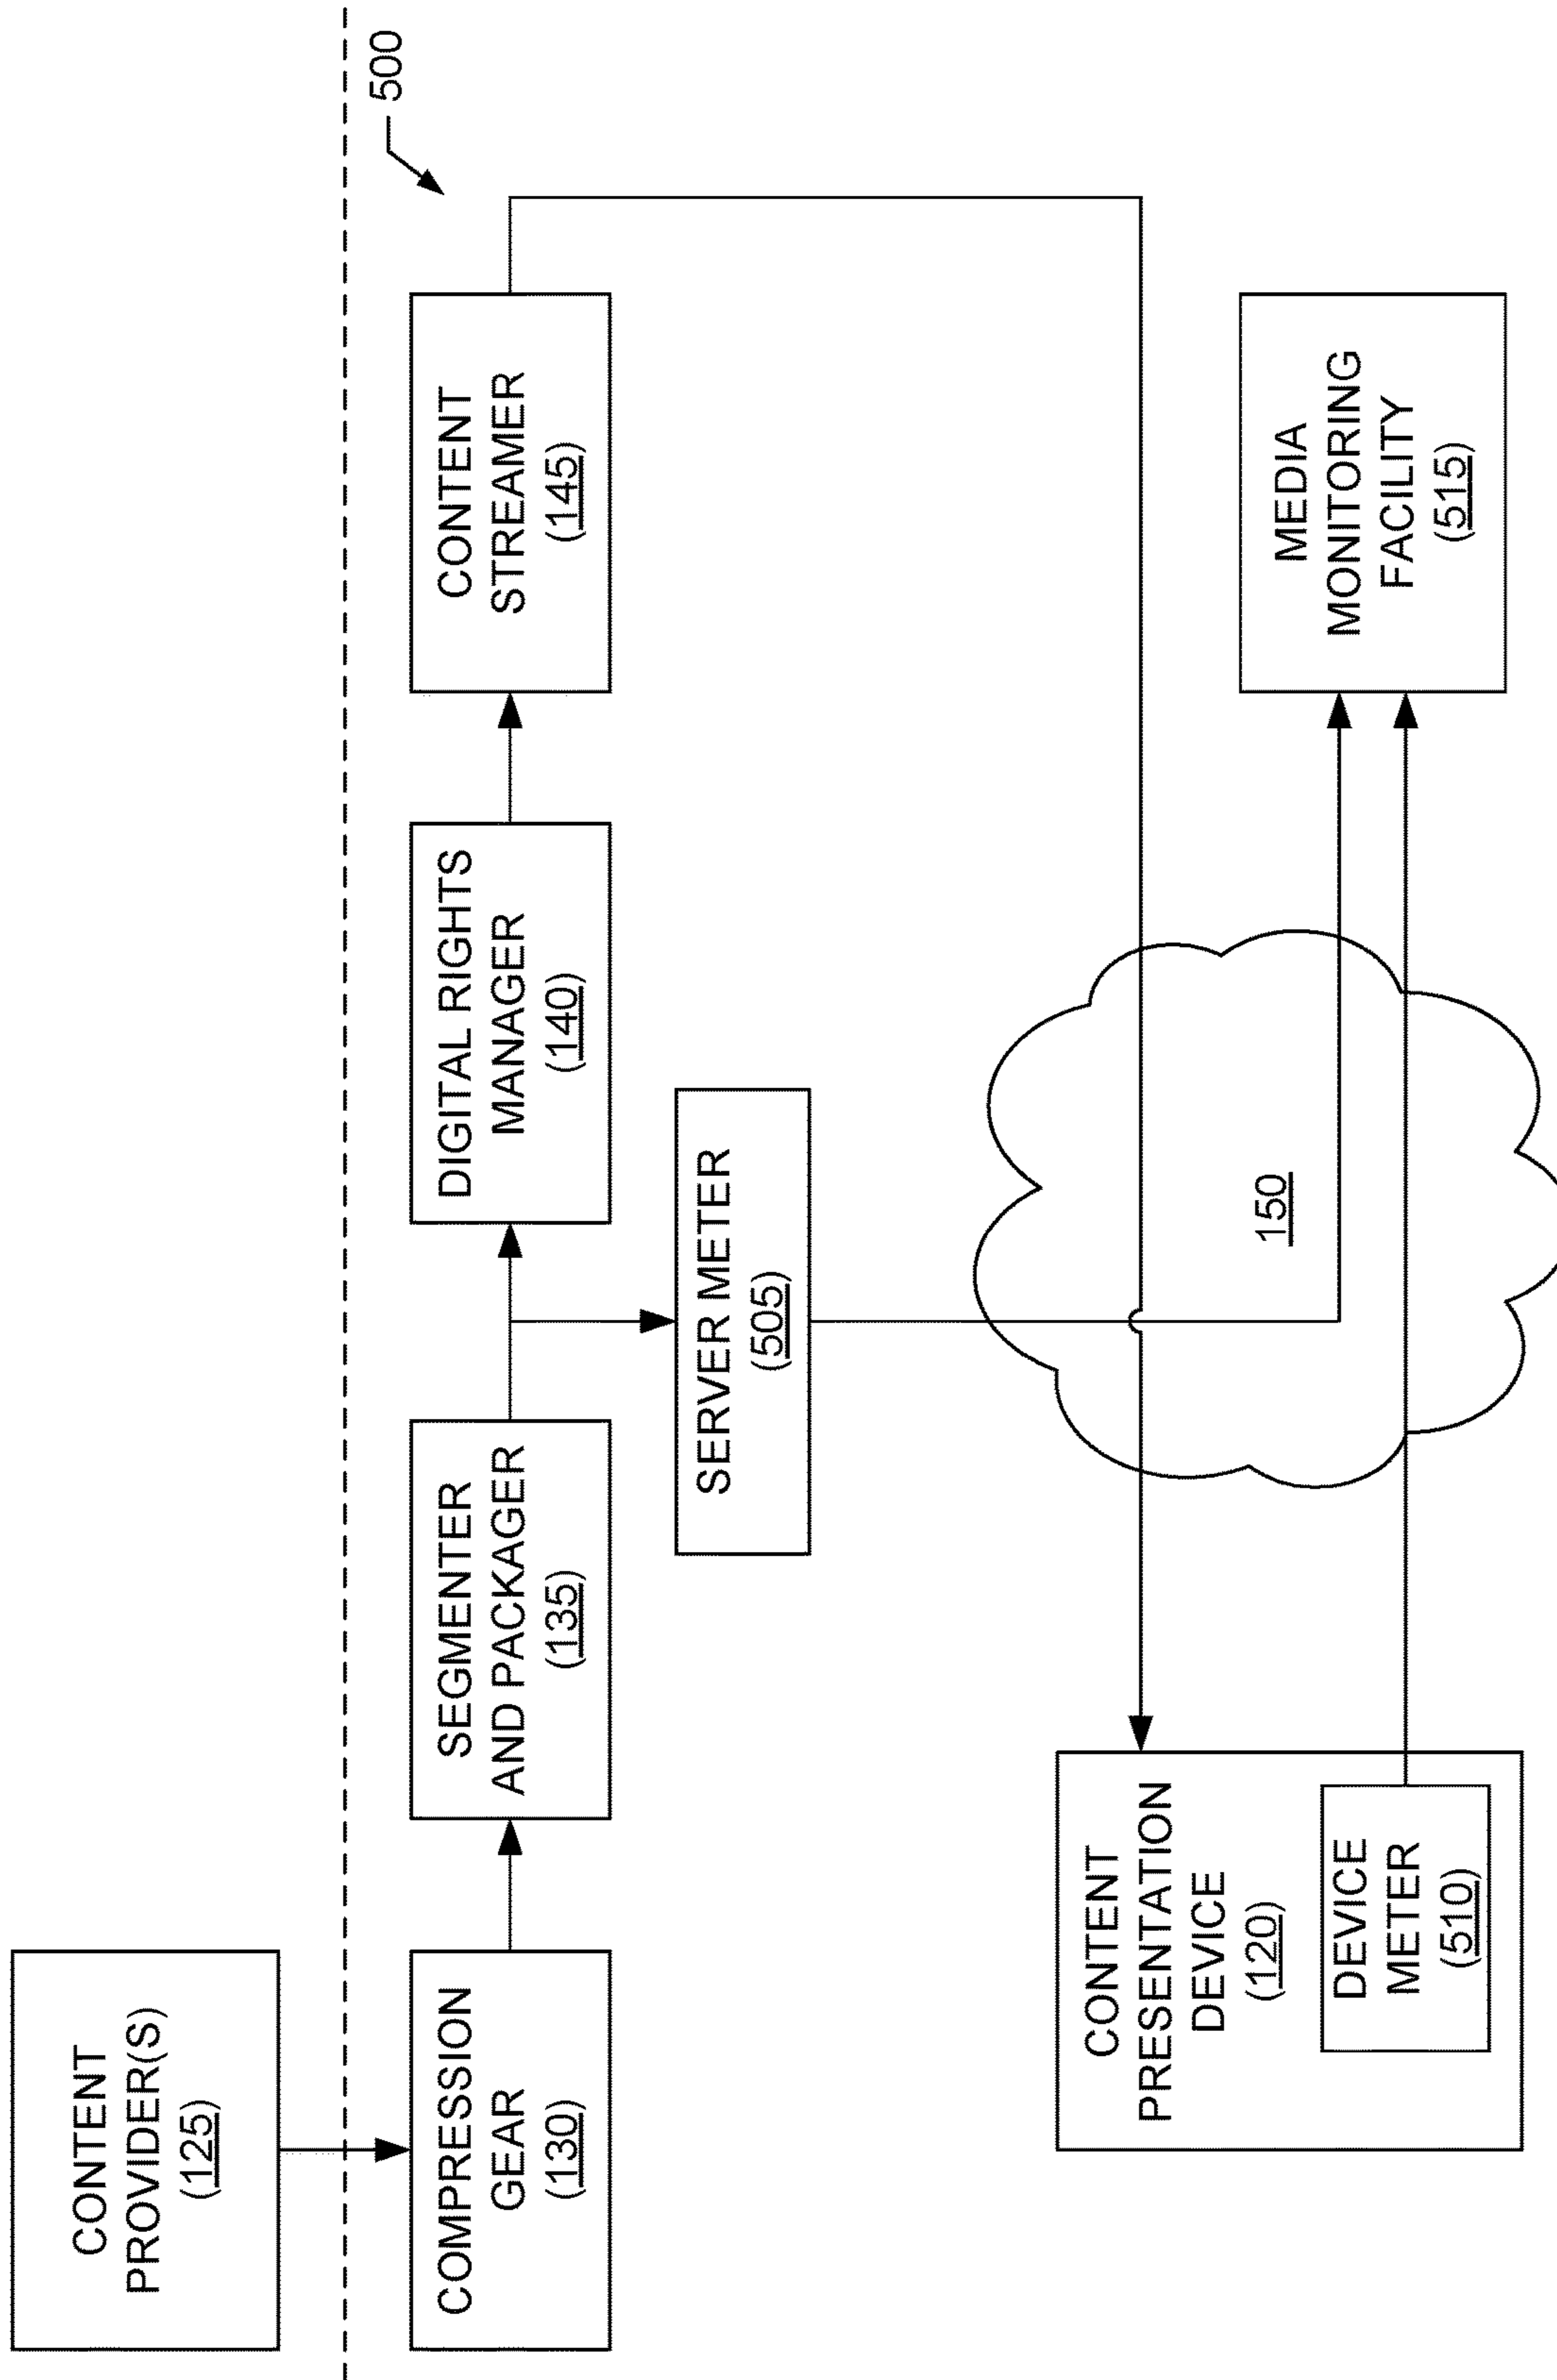 CONTENT
PROVIDER(S)
(125)
500
COMPRESSION
GEAR
(130)
SEGMENTER
AND PACKAGER
(135)
DIGITAL RIGHTS
MANAGER
(140)
CONTENT
STREAMER
(145)
SERVER METER
(505)
150
CONTENT
PRESENTATION
DEVICE
(120)
DEVICE
METER
(510)
MEDIA
MONITORING
FACILITY
(515)